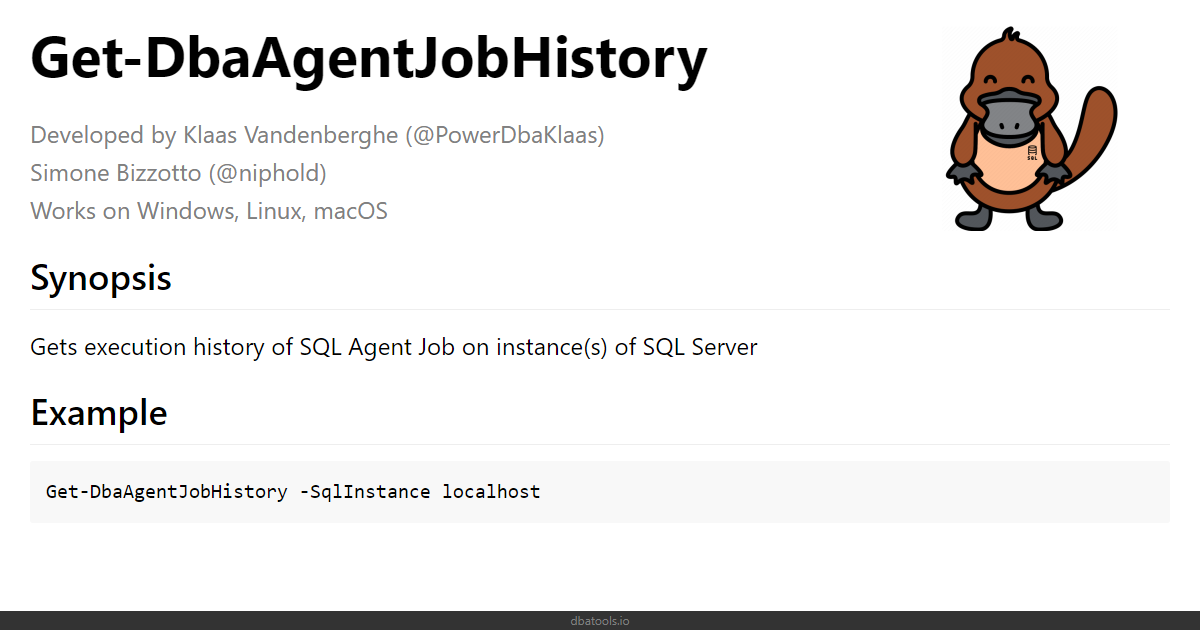 Get-DbaAgentJobHistory
Developed by Klaas Vandenberghe (@PowerDbaKlaas)
Simone Bizzotto (@niphold)
Works on Windows, Linux, macOS
SQL
Synopsis
Gets execution history of SQL Agent Job on instance(s) of SQL Server
Example
Get-DbaAgentJobHistory -SqlInstance localhost
dbatools.io